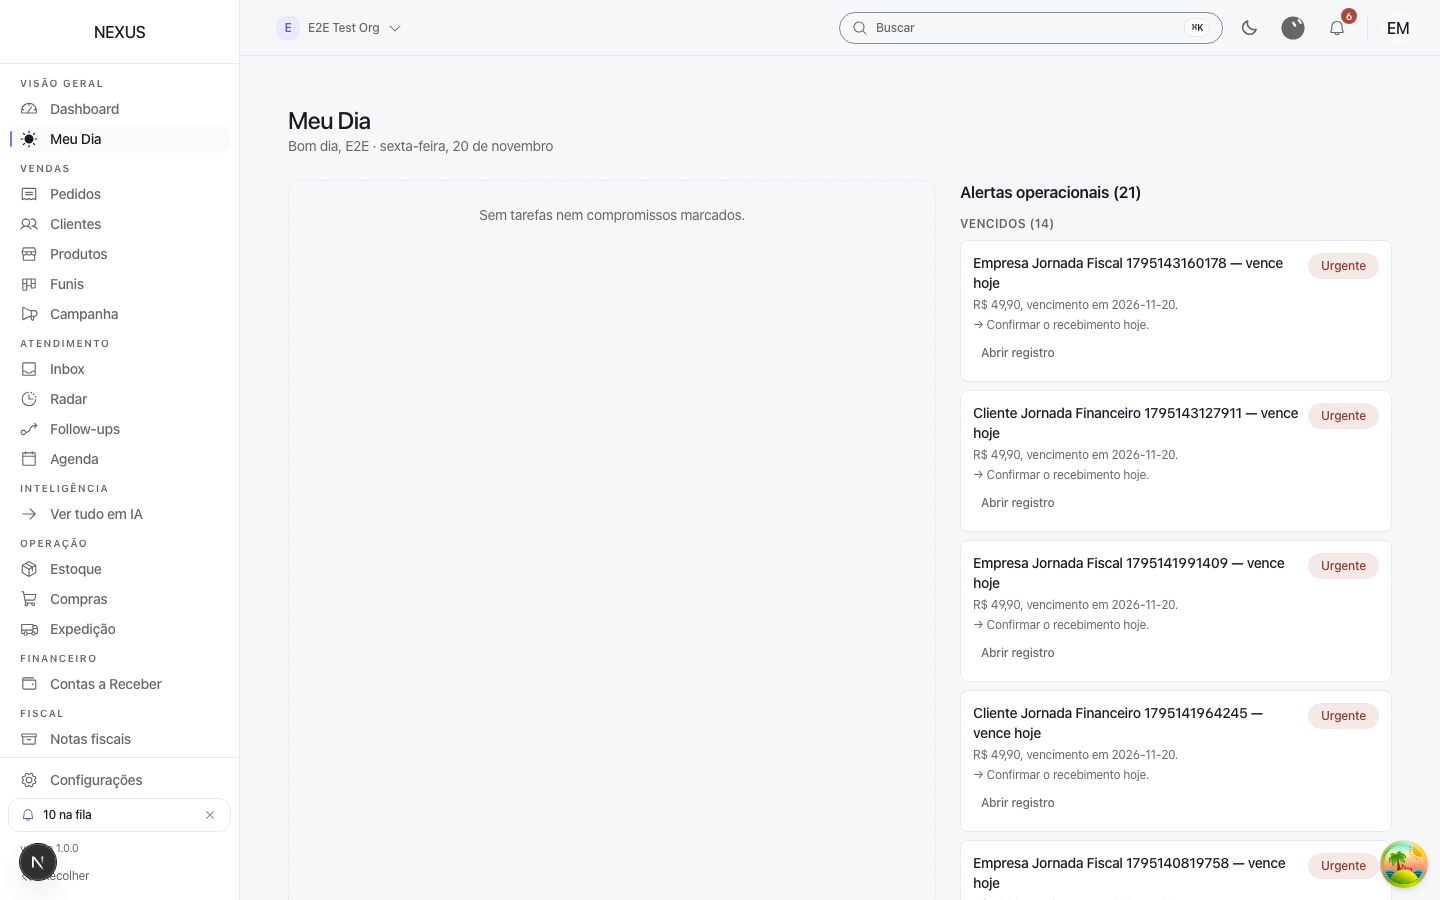 NEXUS
VISÃO GERAL
Dashboard
Meu Dia
VENDAS
Pedidos
Clientes
Produtos
Funis
Campanha
ATENDIMENTO
Inbox
Radar
Follow-ups
Agenda
INTELIGÊNCIA
Ver tudo em IA
OPERAÇÃO
Estoque
Compras
Expedição
FINANCEIRO
Contas a Receber
FISCAL
Notas fiscais
Configurações
10 na fila
1.0.0
ecolher
N
E E2E Test Org
Buscar
⌘K
6
EM
Meu Dia
Bom dia, E2E · sexta-feira, 20 de novembro
Sem tarefas nem compromissos marcados.
Alertas operacionais (21)
VENCIDOS (14)
Empresa Jornada Fiscal 1795143160178 — vence
hoje
Urgente
R$ 49,90, vencimento em 2026-11-20.
→ Confirmar o recebimento hoje.
Abrir registro
Cliente Jornada Financeiro 1795143127911 — vence
hoje
Urgente
R$ 49,90, vencimento em 2026-11-20.
→ Confirmar o recebimento hoje.
Abrir registro
Empresa Jornada Fiscal 1795141991409 — vence
hoje
Urgente
R$ 49,90, vencimento em 2026-11-20.
→ Confirmar o recebimento hoje.
Abrir registro
Cliente Jornada Financeiro 1795141964245 —
vence hoje
Urgente
R$ 49,90, vencimento em 2026-11-20.
→ Confirmar o recebimento hoje.
Abrir registro
Empresa Jornada Fiscal 1795140819758 — vence
hoje
Urgente